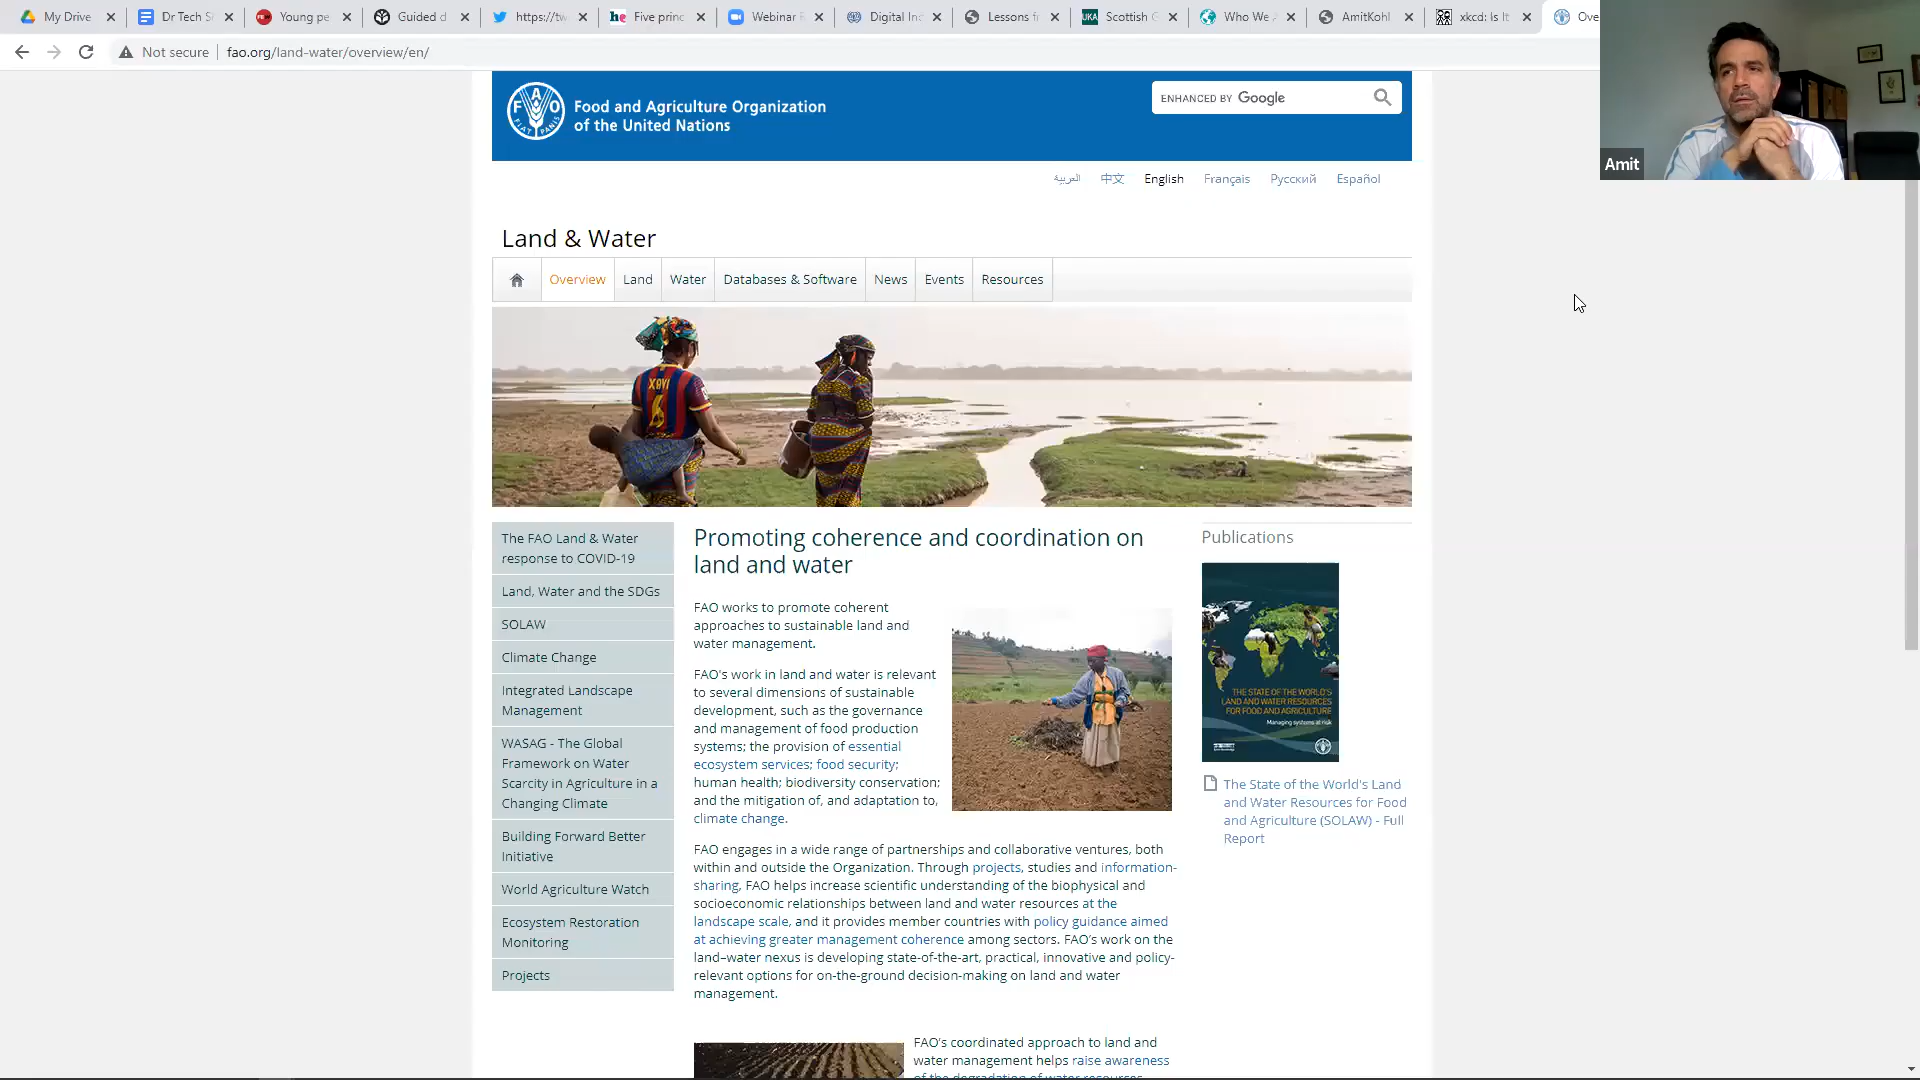 My Drive
Dr Tech S
Young pe
Guided d
https://tw
Five princ
Webinar R
Digital Inc
Lessons fr
UKA
Scottish G
Who We A
AmitKohl
xkcd: Is It
Ove
Not secure
fao.org/land-water/overview/en/
Amit
FAO
FIAT PANIS
Food and Agriculture Organization
of the United Nations
ENHANCED BY Google
العربية 中文 English Français Русский Español
Land & Water
Overview Land Water Databases & Software News Events Resources
XAVI
6
The FAO Land & Water
response to COVID-19
Land, Water and the SDGs
SOLAW
Climate Change
Integrated Landscape
Management
WASAG - The Global
Framework on Water
Scarcity in Agriculture in a
Changing Climate
Building Forward Better
Initiative
World Agriculture Watch
Ecosystem Restoration
Monitoring
Projects
Promoting coherence and coordination on
land and water
FAO works to promote coherent
approaches to sustainable land and
water management.
FAO's work in land and water is relevant
to several dimensions of sustainable
development, such as the governance
and management of food production
systems; the provision of essential
ecosystem services; food security;
human health; biodiversity conservation;
and the mitigation of, and adaptation to,
climate change.
FAO engages in a wide range of partnerships and collaborative ventures, both
within and outside the Organization. Through projects, studies and information-
sharing, FAO helps increase scientific understanding of the biophysical and
socioeconomic relationships between land and water resources at the
landscape scale, and it provides member countries with policy guidance aimed
at achieving greater management coherence among sectors. FAO's work on the
land–water nexus is developing state-of-the-art, practical, innovative and policy-
relevant options for on-the-ground decision-making on land and water
management.
FAO's coordinated approach to land and
water management helps raise awareness
of the degradation of water resources,
Publications
THE STATE OF THE WORLD'S
LAND AND WATER RESOURCES
FOR FOOD AND AGRICULTURE
Managing systems at risk
The State of the World's Land
and Water Resources for Food
and Agriculture (SOLAW) - Full
Report